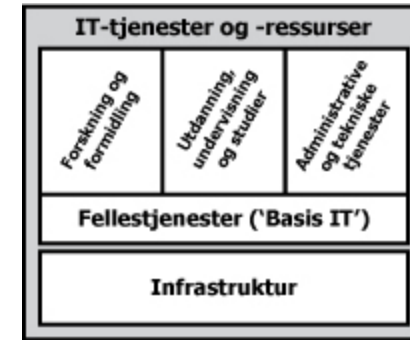 IT-tjenester og -ressurser
Forskning og
formidling
Utdanning,
undervisning
og studier
Administrative
og tekniske
tjenester
Fellestjenester ('Basis IT')
Infrastruktur